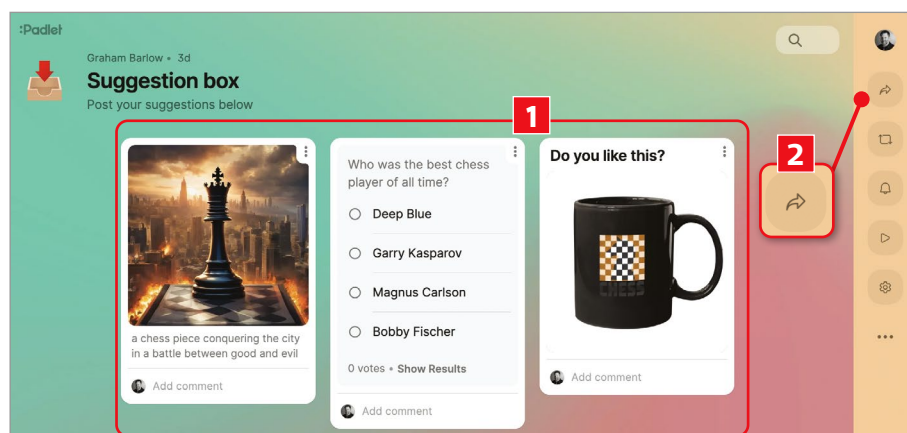 :Padlet
Graham Barlow • 3d
Suggestion box
Post your suggestions below
1
2
a chess piece conquering the city
in a battle between good and evil
Add comment
Who was the best chess
player of all time?
Deep Blue
Garry Kasparov
Magnus Carlson
Bobby Fischer
0 votes • Show Results
Add comment
Do you like this?
CHESS
Add comment